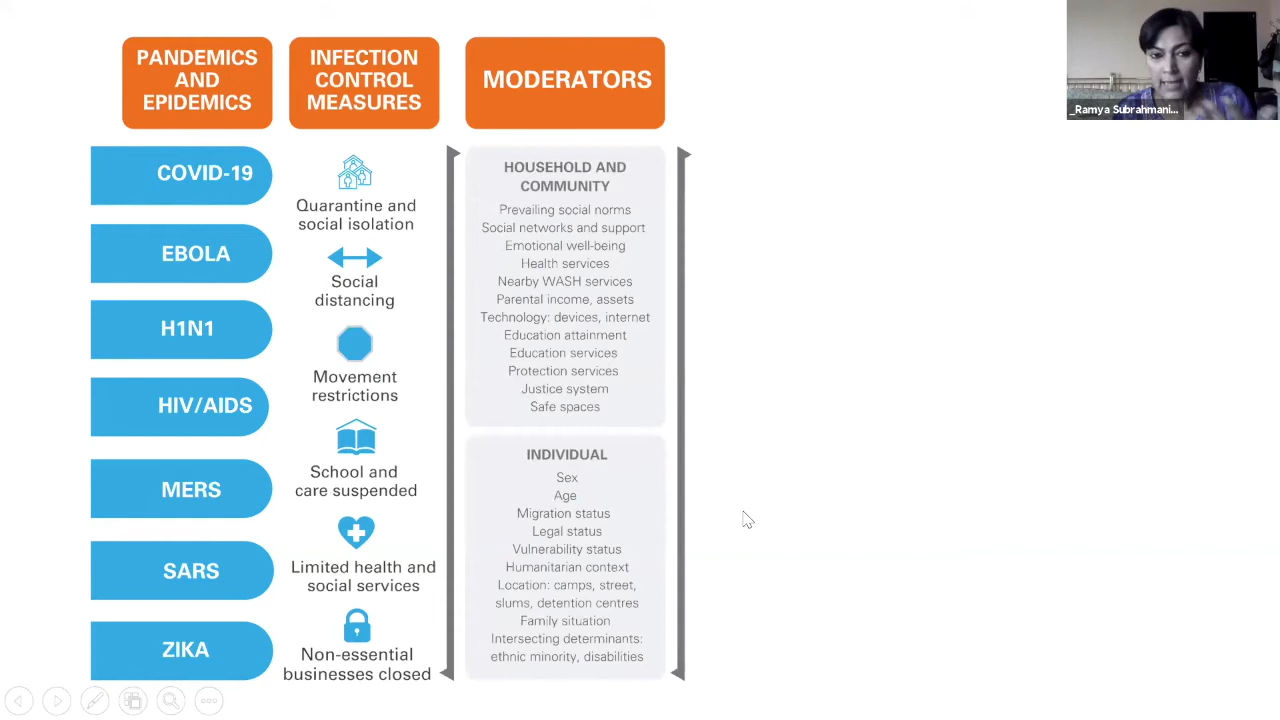 PANDEMICS
AND
EPIDEMICS
INFECTION
CONTROL
MEASURES
MODERATORS
COVID-19
EBOLA
H1N1
HIV/AIDS
MERS
SARS
ZIKA
Quarantine and
social isolation
Social
distancing
Movement
restrictions
School and
care suspended
Limited health and
social services
Non-essential
businesses closed
HOUSEHOLD AND
COMMUNITY
Prevailing social norms
Social networks and support
Emotional well-being
Health services
Nearby WASH services
Parental income, assets
Technology: devices, internet
Education attainment
Education services
Protection services
Justice system
Safe spaces
INDIVIDUAL
Sex
Age
Migration status
Legal status
Vulnerability status
Humanitarian context
Location: camps, street,
slums, detention centres
Family situation
Intersecting determinants:
ethnic minority, disabilities
_Ramya Subrahmani...